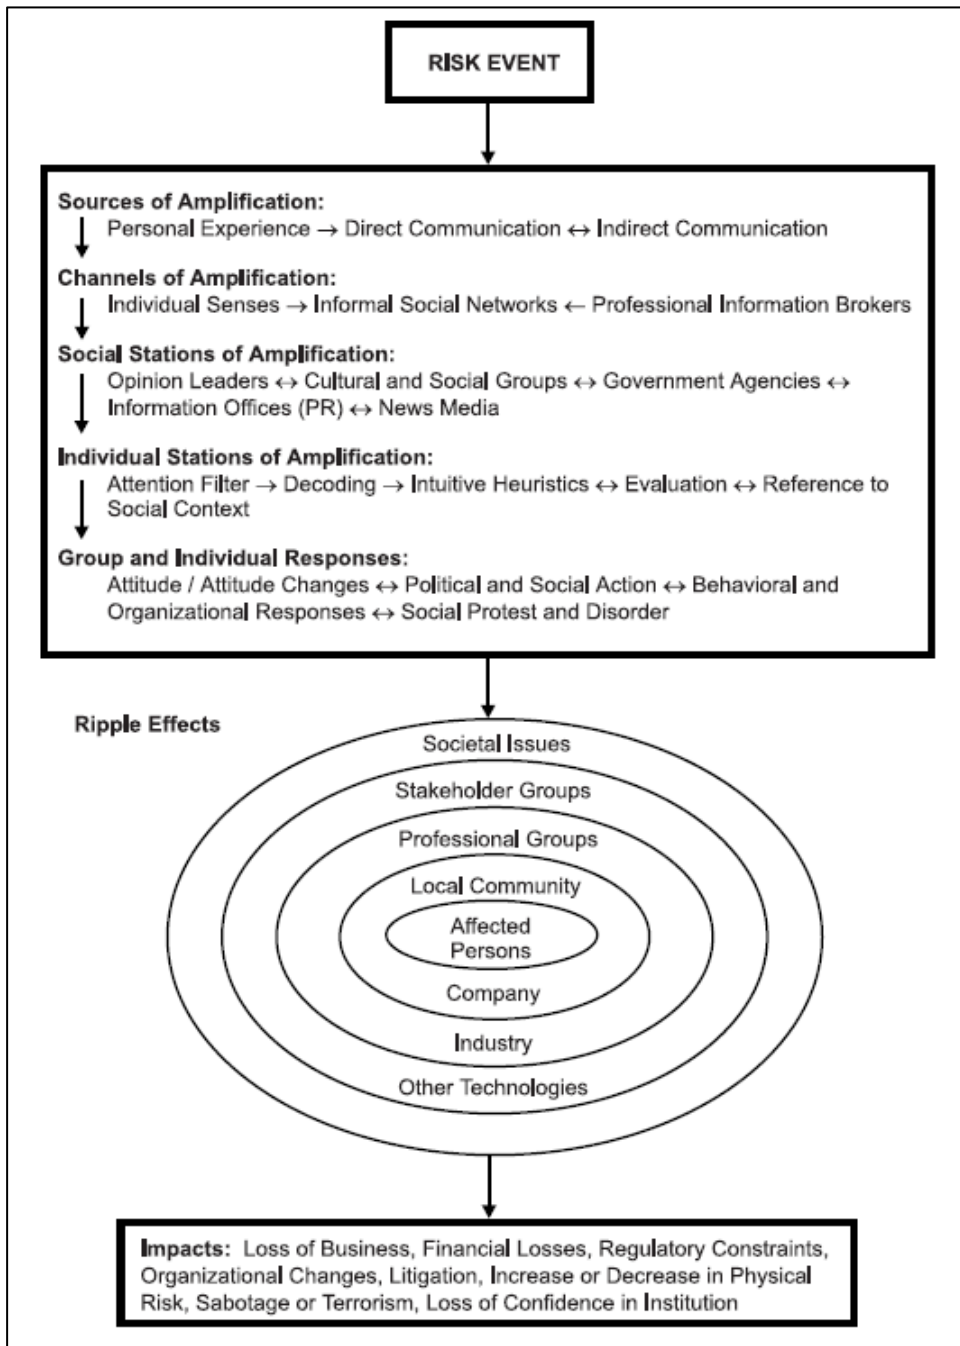 RISK EVENT
Sources of Amplification:
Personal Experience → Direct Communication ↔ Indirect Communication
Channels of Amplification:
Individual Senses → Informal Social Networks ← Professional Information Brokers
Social Stations of Amplification:
Opinion Leaders ↔ Cultural and Social Groups ↔ Government Agencies ↔
Information Offices (PR) ↔ News Media
Individual Stations of Amplification:
Attention Filter → Decoding → Intuitive Heuristics ↔ Evaluation ↔ Reference to
Social Context
Group and Individual Responses:
Attitude / Attitude Changes ↔ Political and Social Action ↔ Behavioral and
Organizational Responses ↔ Social Protest and Disorder
Ripple Effects
Societal Issues
Stakeholder Groups
Professional Groups
Local Community
Affected
Persons
Company
Industry
Other Technologies
Impacts: Loss of Business, Financial Losses, Regulatory Constraints,
Organizational Changes, Litigation, Increase or Decrease in Physical
Risk, Sabotage or Terrorism, Loss of Confidence in Institution